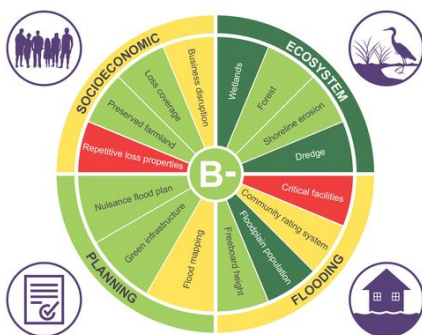 SOCIOECONOMIC
Business disruption
Loss coverage
Preserved farmland
Repetitive loss properties
ECOSYSTEM
Wetlands
Forest
Shoreline erosion
Dredge
B-
PLANNING
Nuisance flood plan
Green infrastructure
Flood mapping
FLOODING
Critical facilities
Community rating system
Floodplain population
Freeboard height